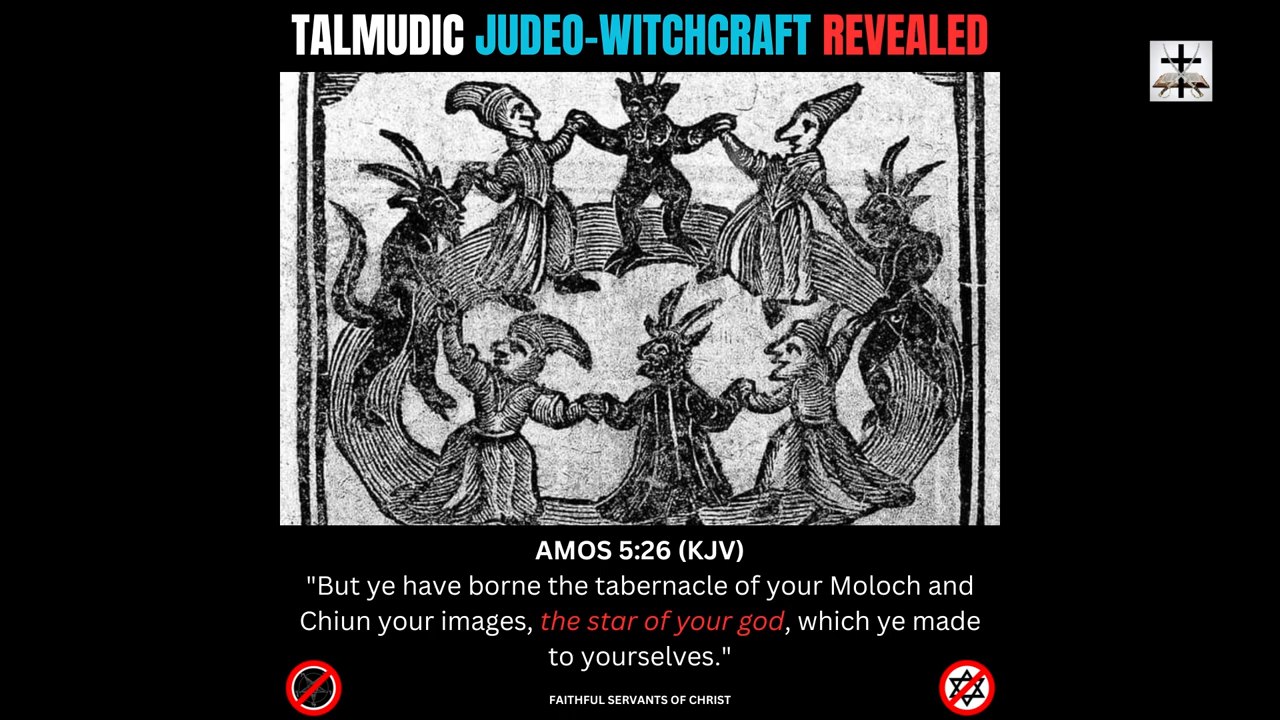 TALMUDIC JUDEO-WITCHCRAFT REVEALED
AMOS 5:26 (KJV)
"But ye have borne the tabernacle of your Moloch and
Chiun your images, the star of your god, which ye made
to yourselves."
FAITHFUL SERVANTS OF CHRIST